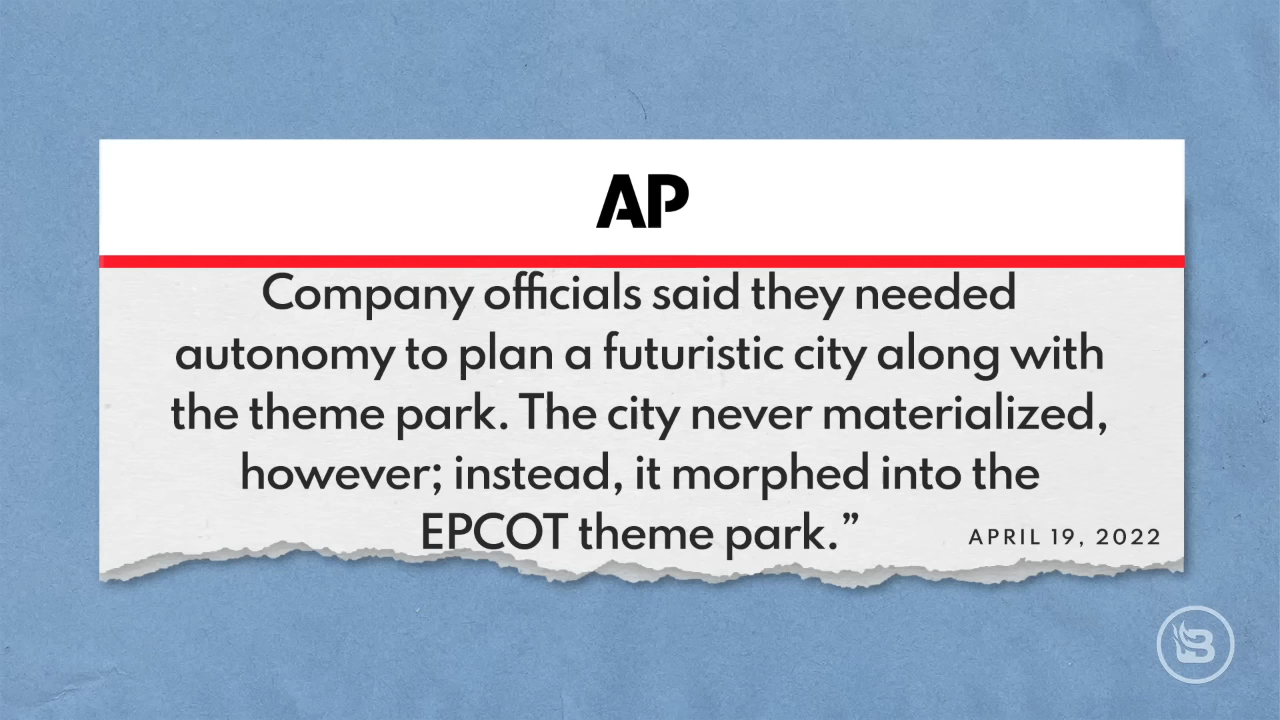 AP
Company officials said they needed
autonomy to plan a futuristic city along with
the theme park. The city never materialized,
however; instead, it morphed into the
EPCOT theme park.”
APRIL 19, 2022
B